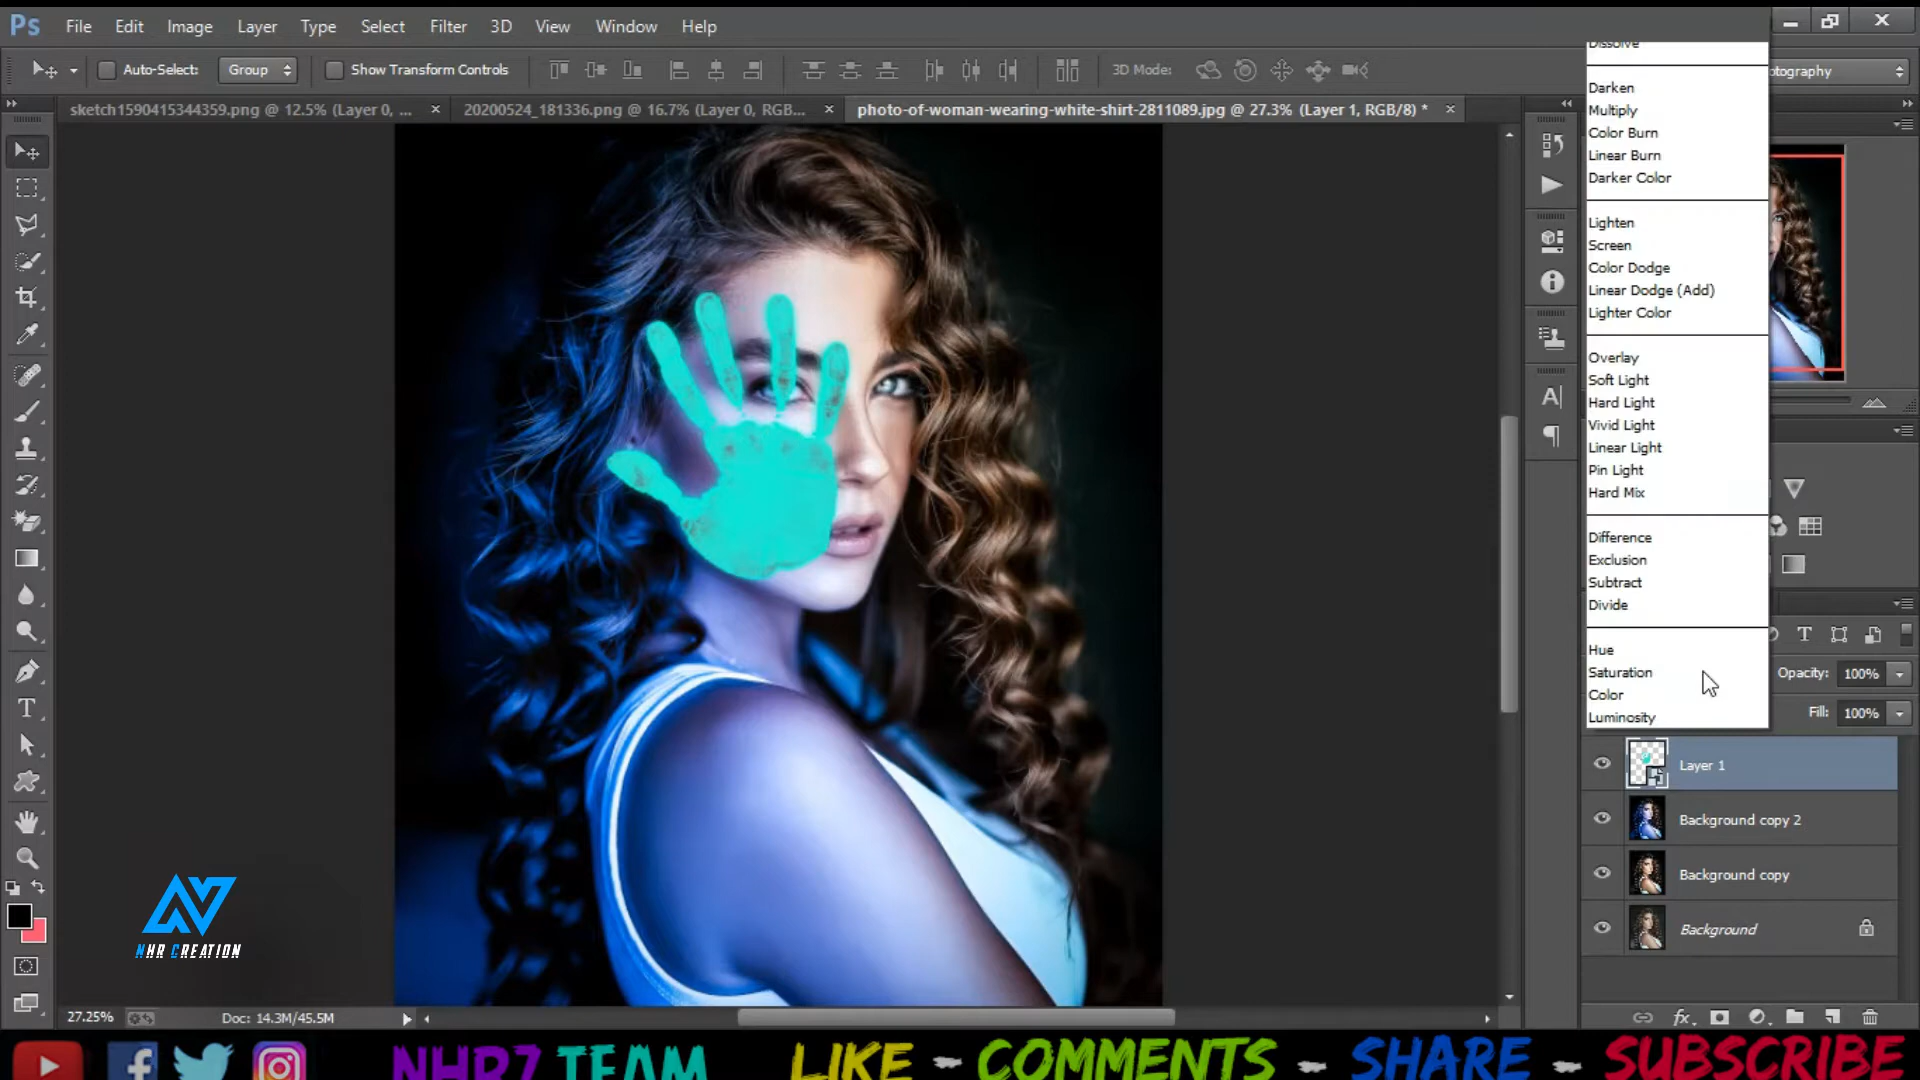 Ps File Edit Image Layer Type Select Filter 3D View Window Help
Auto-Select: Group Show Transform Controls 3D Mode: otography
sketch1590415344359.png @ 12.5% (Layer 0, ... 20200524_181336.png @ 16.7% (Layer 0, RGB... photo-of-woman-wearing-white-shirt-2811089.jpg @ 27.3% (Layer 1, RGB/8) *
Dissolve
Darken
Multiply
Color Burn
Linear Burn
Darker Color
Lighten
Screen
Color Dodge
Linear Dodge (Add)
Lighter Color
Overlay
Soft Light
Hard Light
Vivid Light
Linear Light
Pin Light
Hard Mix
Difference
Exclusion
Subtract
Divide
Hue
Saturation
Color
Luminosity
Opacity: 100%
Fill: 100%
Layer 1
Background copy 2
Background copy
Background
NHR CREATION
27.25% Doc: 14.3M/45.5M
NHR7 TEAM LIKE - COMMENTS - SHARE - SUBSCRIBE